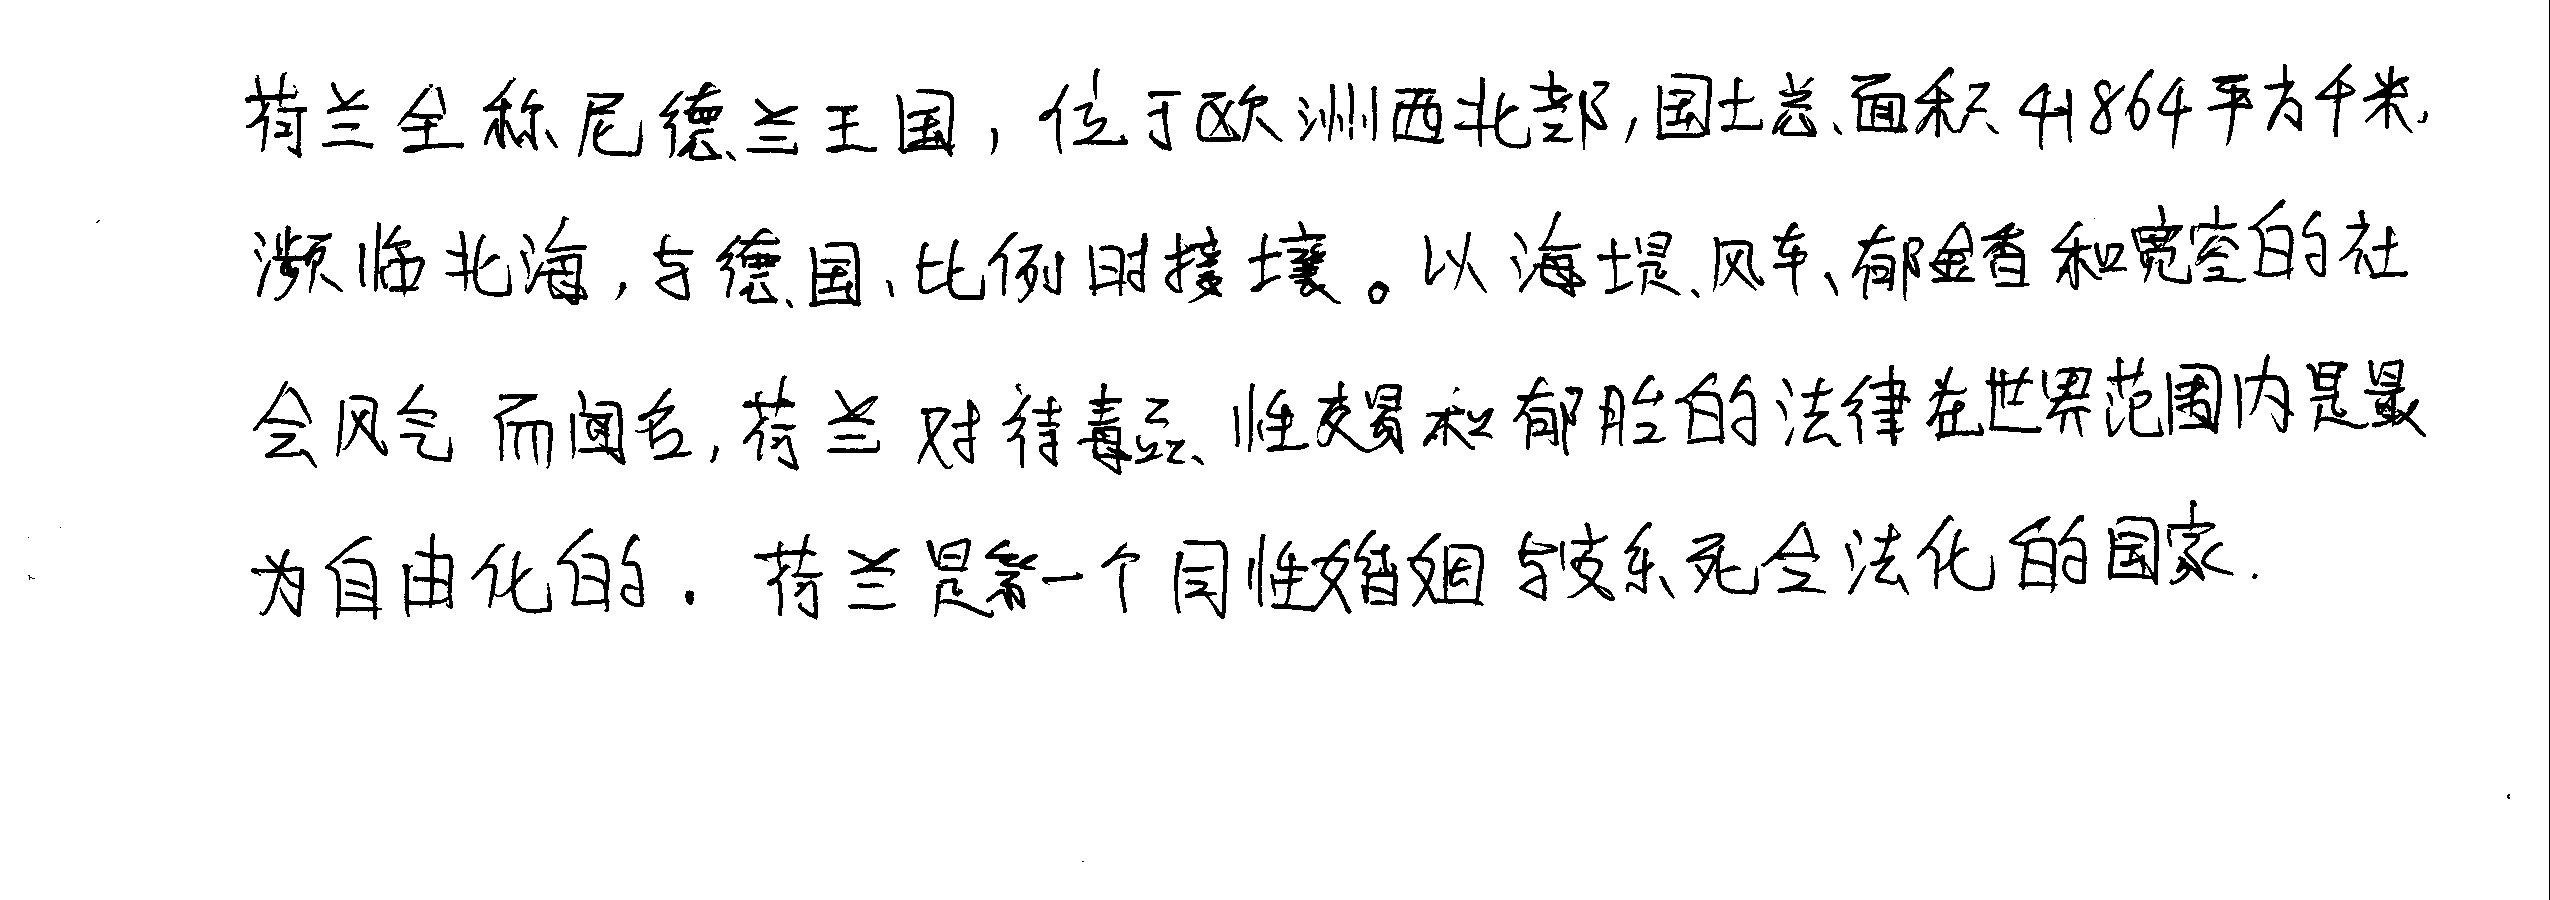 荷兰全称尼德兰王国，位于欧洲西北部，国土总面积41864平方千米，
濒临北海，与德国、比例时接壤。以海堤、风车、郁金香和宽容的社
会风气而闻名，荷兰对待毒品、性交易和郁胎的法律在世界范围内是最
为自由化的．荷兰是第一个同性婚姻与安乐死合法化的国家．